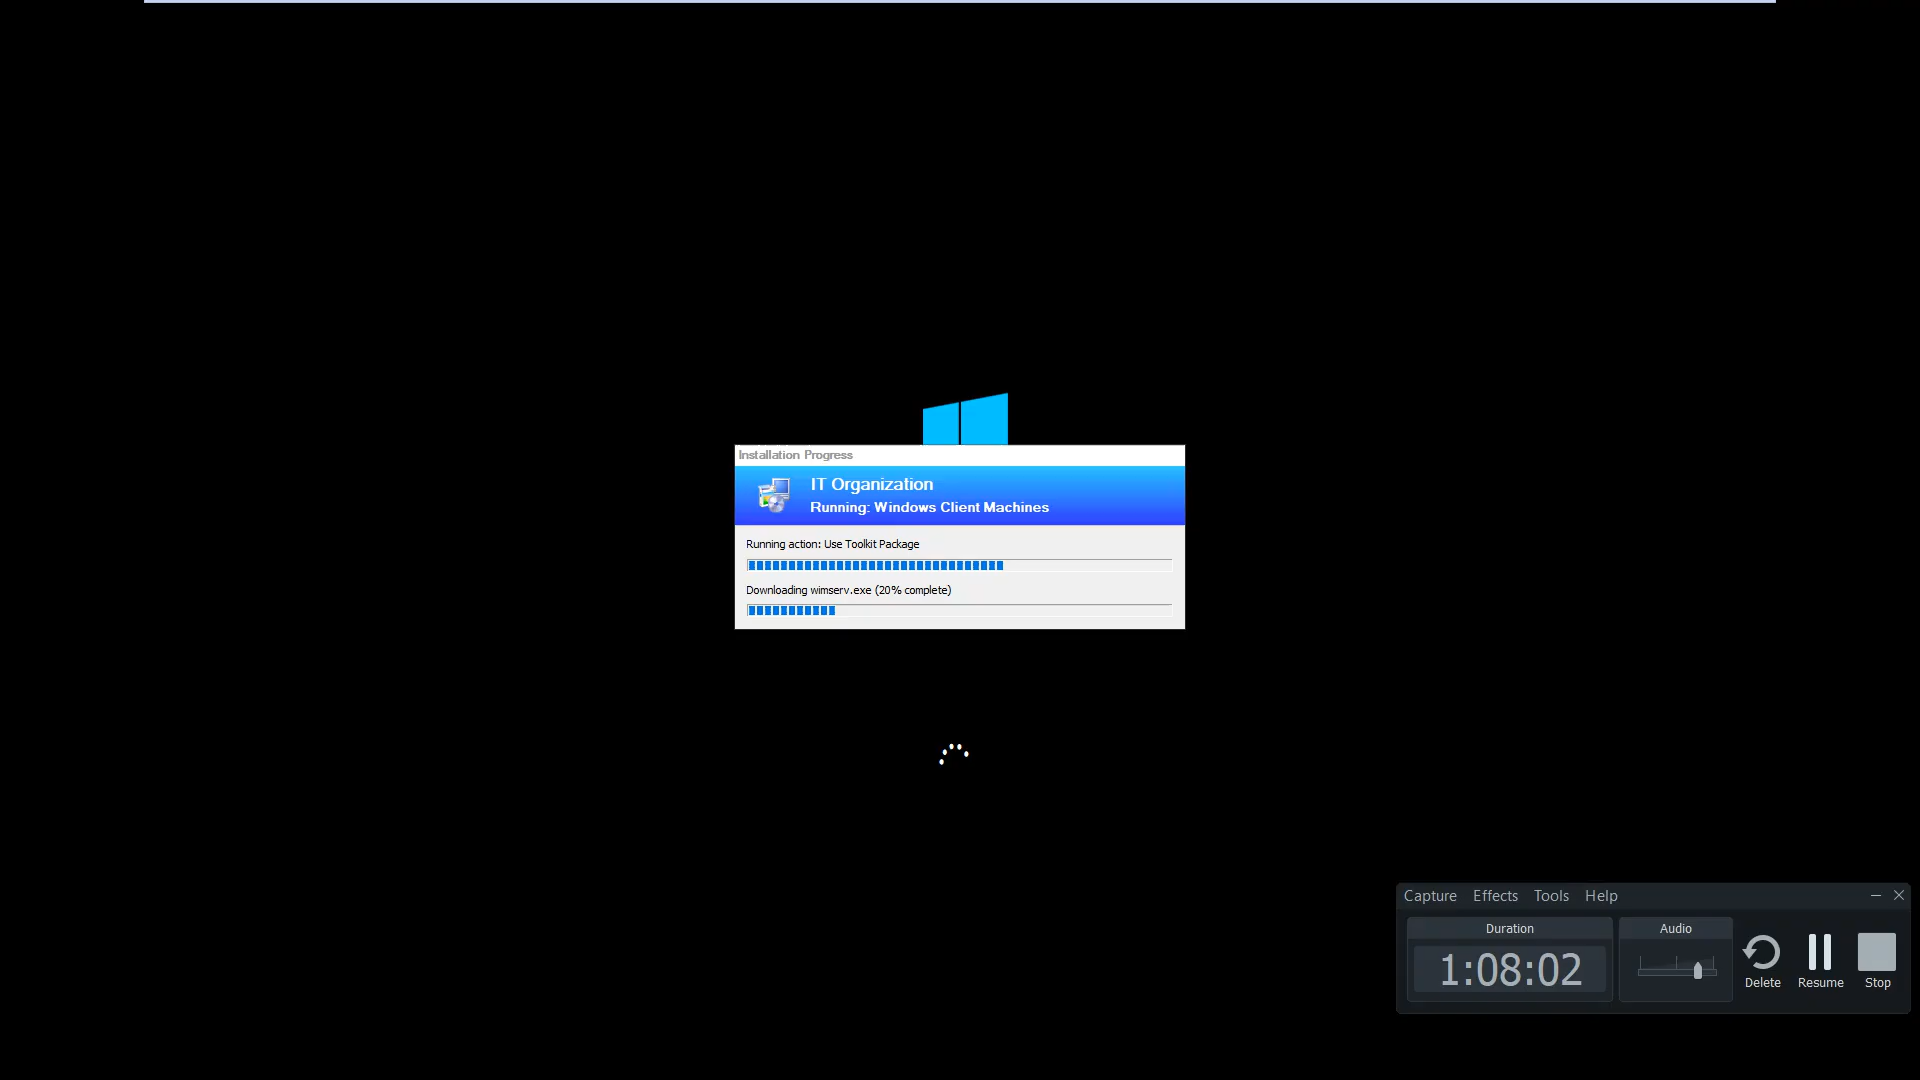 Installation Progress
IT Organization
Running: Windows Client Machines
Running action: Use Toolkit Package
Downloading wimserv.exe (20% complete)
Capture Effects Tools Help
Duration Audio
1:08:02
Delete Resume Stop